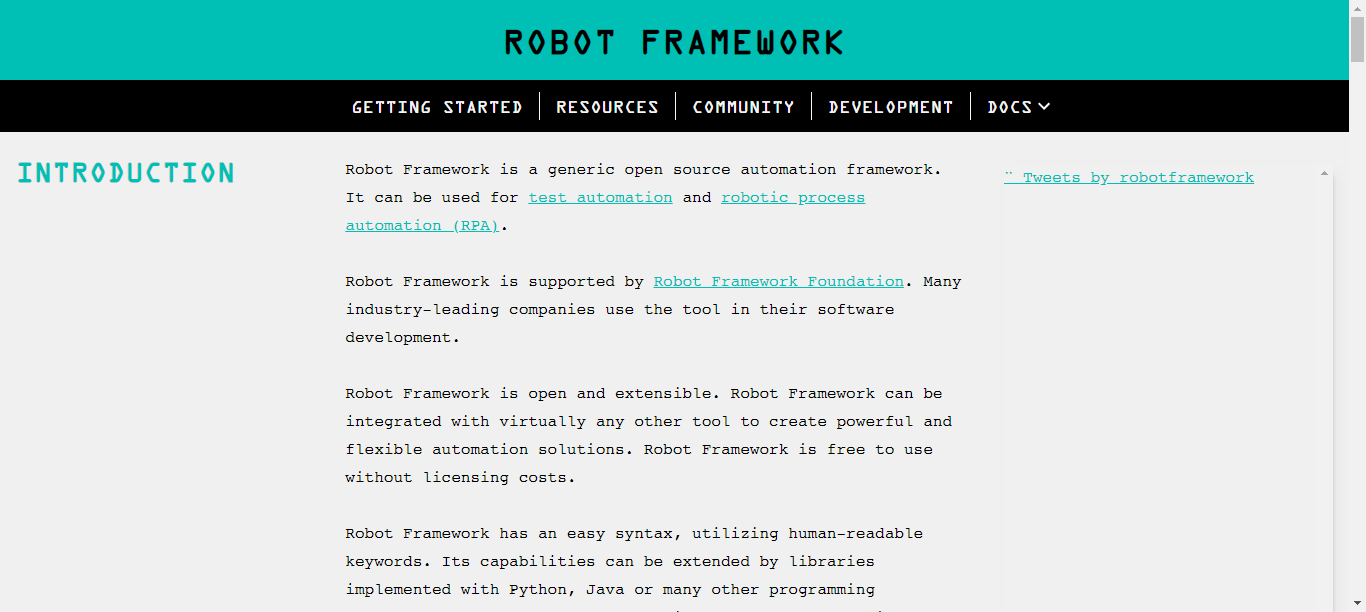 ROBOT FRAMEWORK
GETTING STARTED
RESOURCES
COMMUNITY
DEVELOPMENT
DOCS
INTRODUCTION
Robot Framework is a generic open source automation framework.
It can be used for test automation and robotic process
automation (RPA).
Robot Framework is supported by Robot Framework Foundation. Many
industry-leading companies use the tool in their software
development.
Robot Framework is open and extensible. Robot Framework can be
integrated with virtually any other tool to create powerful and
flexible automation solutions. Robot Framework is free to use
without licensing costs.
Robot Framework has an easy syntax, utilizing human-readable
keywords. Its capabilities can be extended by libraries
implemented with Python, Java or many other programming
¨ Tweets by robotframework